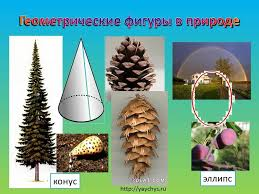 Геометрические фигуры в природе
конус
эллипс
http://yaychys.ru